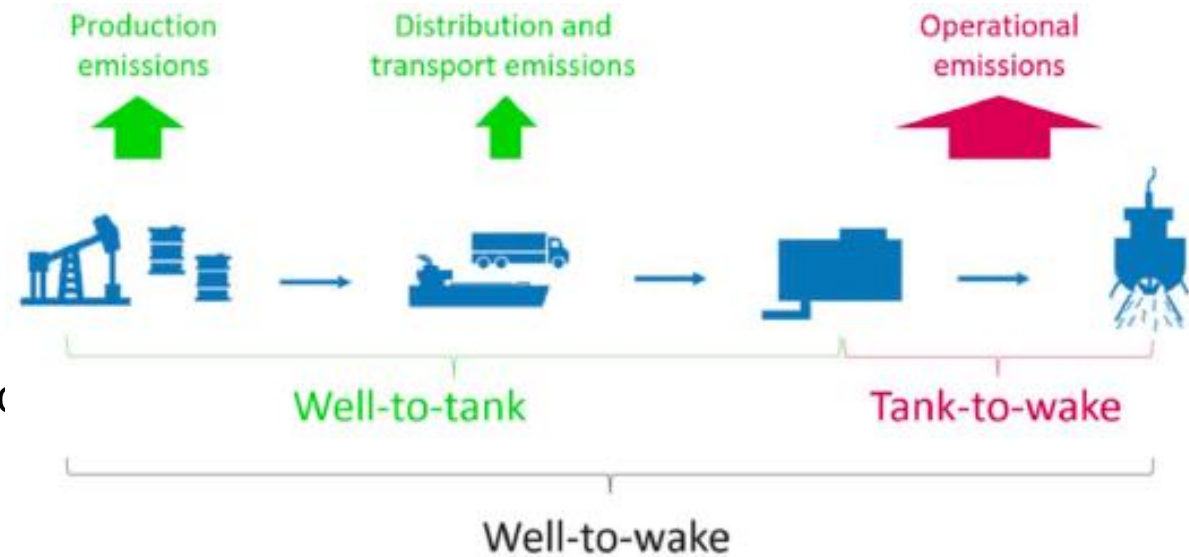 Production
emissions
Distribution and
transport emissions
Operational
emissions
Well-to-tank
Tank-to-wake
Well-to-wake